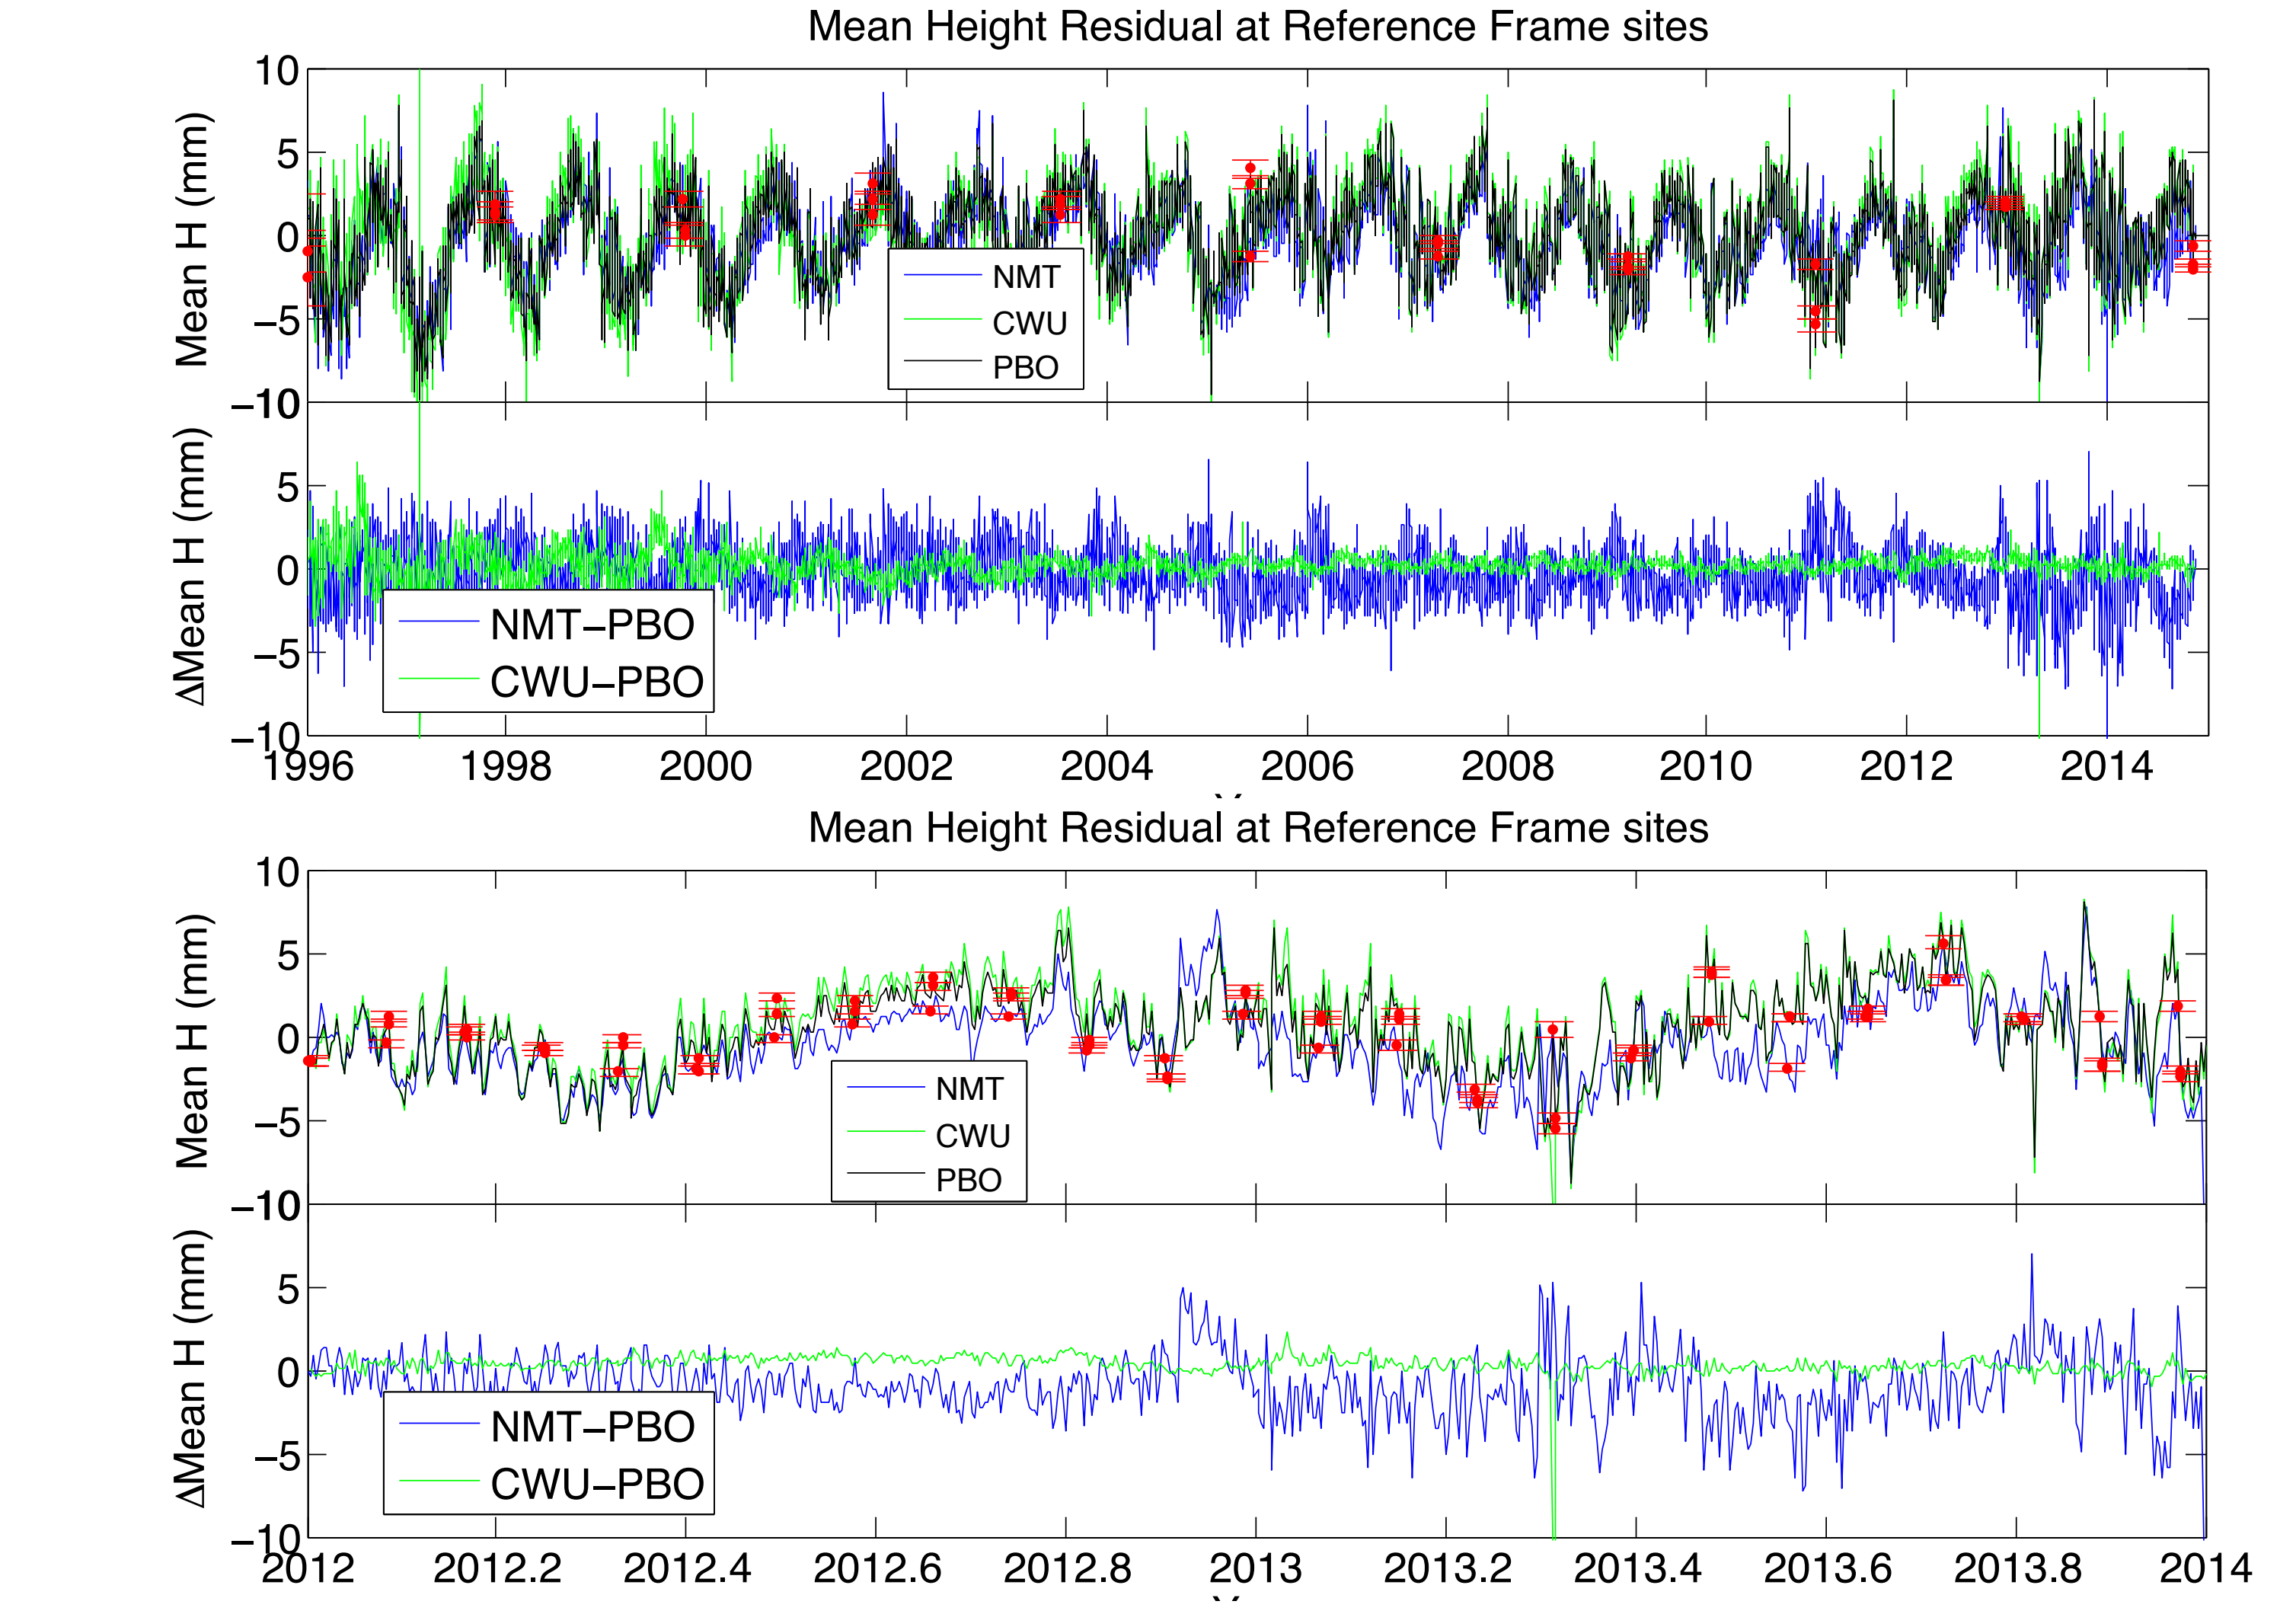 Mean Height Residual at Reference Frame sites
10
5
0
−5
−10
Mean H (mm)
NMT
CWU
PBO
5
0
−5
−10
ΔMean H (mm)
NMT−PBO
CWU−PBO
1996 1998 2000 2002 2004 2006 2008 2010 2012 2014
Mean Height Residual at Reference Frame sites
10
5
0
−5
−10
Mean H (mm)
NMT
CWU
PBO
5
0
−5
−10
ΔMean H (mm)
NMT−PBO
CWU−PBO
2012 2012.2 2012.4 2012.6 2012.8 2013 2013.2 2013.4 2013.6 2013.8 2014